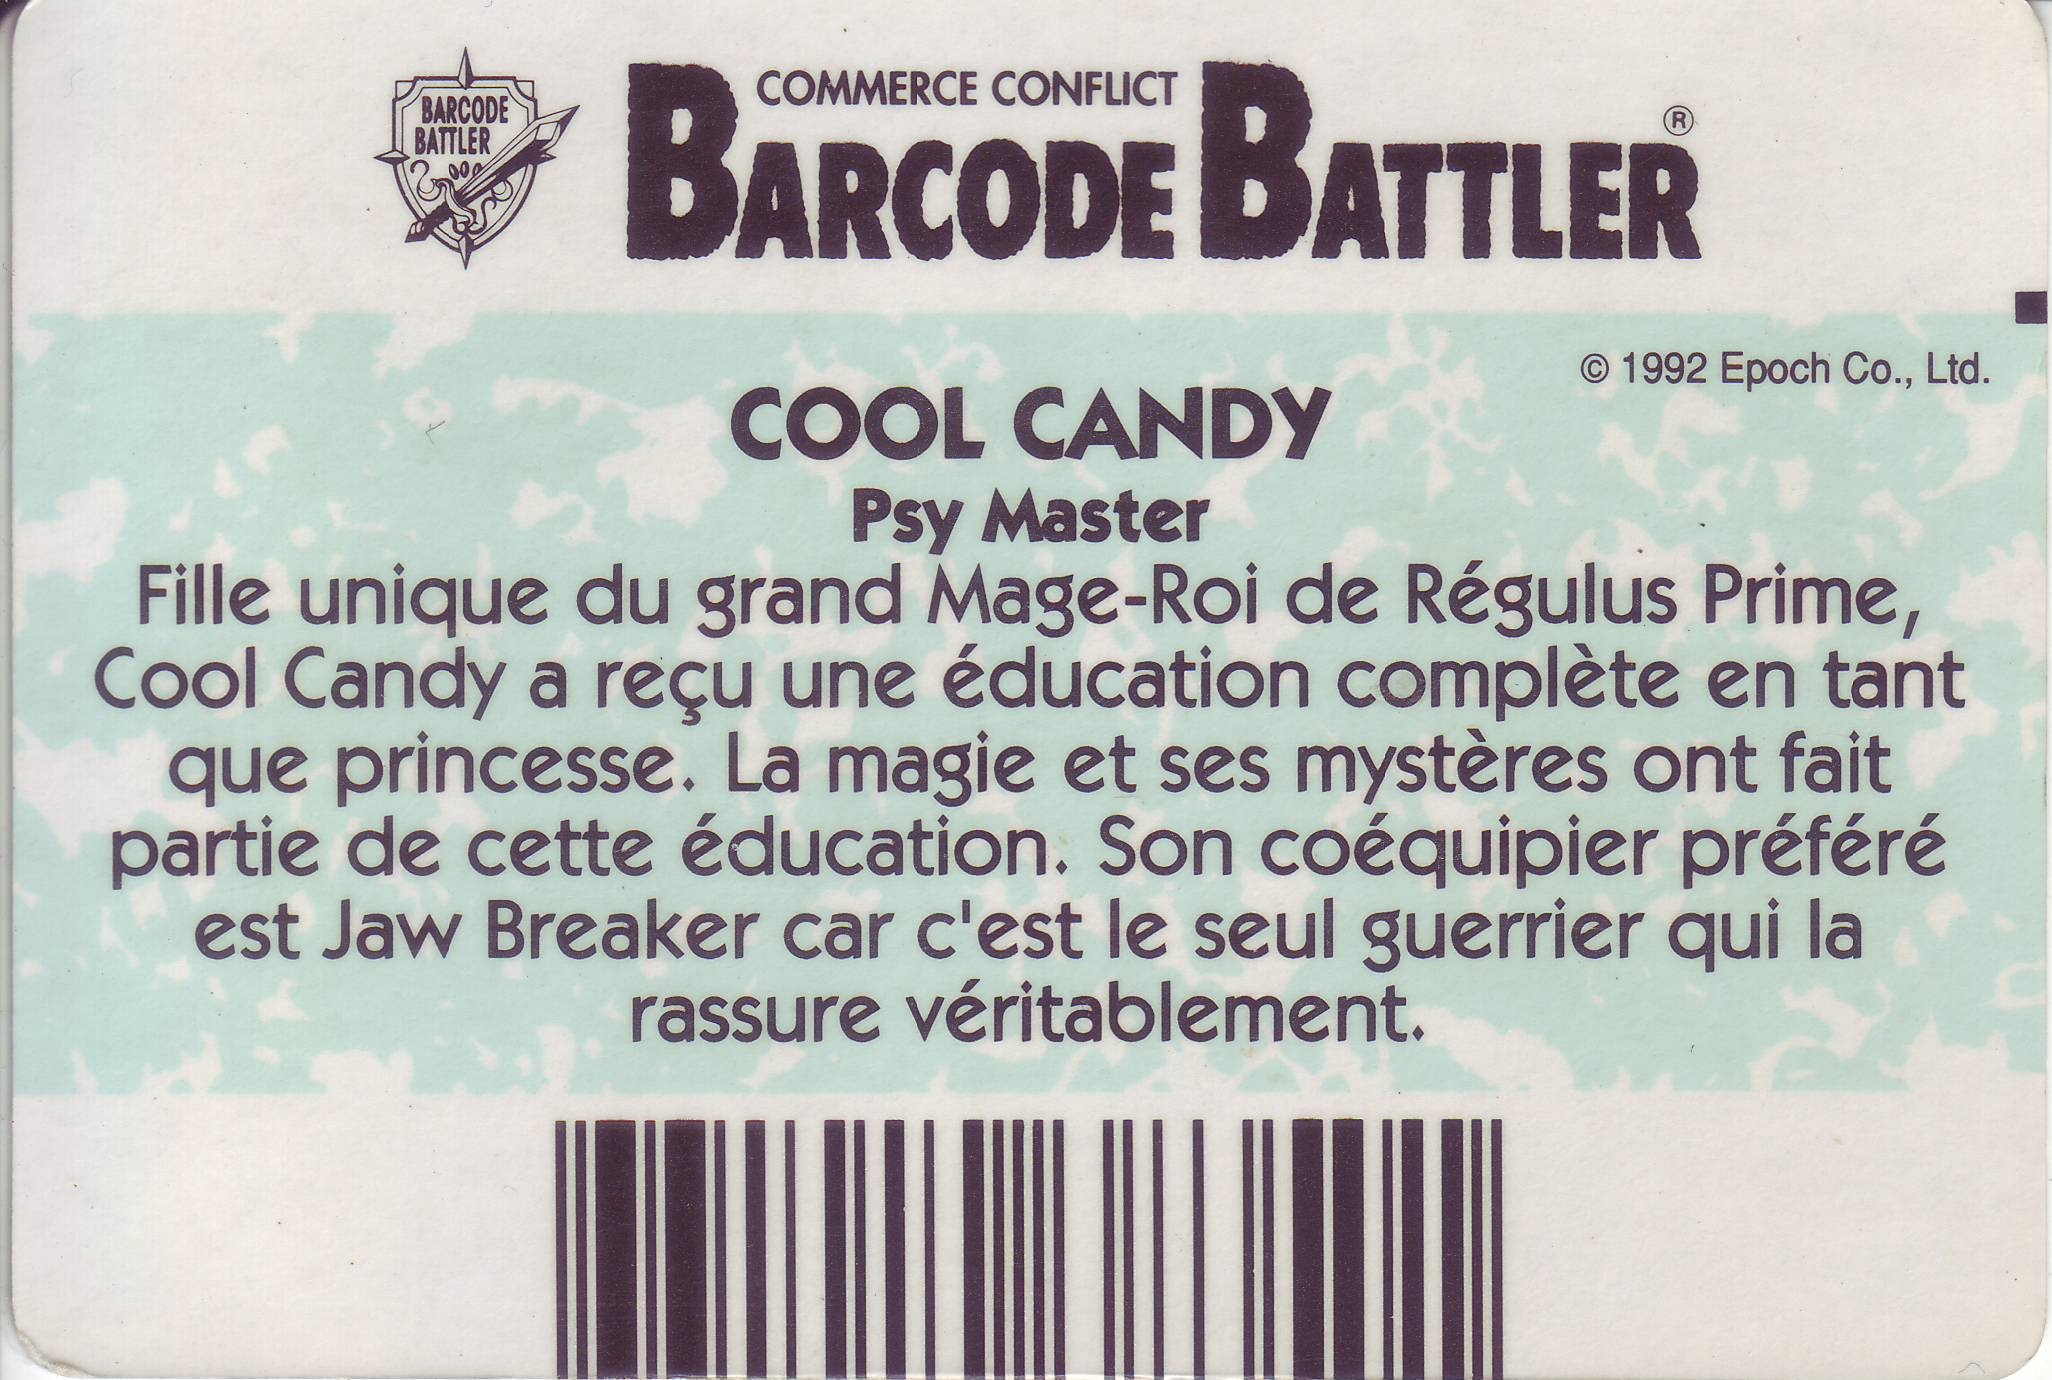 BARCODE
BATTLER
COMMERCE CONFLICT
BARCODE BATTLER®
© 1992 Epoch Co., Ltd.
COOL CANDY
Psy Master
Fille unique du grand Mage-Roi de Régulus Prime,
Cool Candy a reçu une éducation complète en tant
que princesse. La magie et ses mystères ont fait
partie de cette éducation. Son coéquipier préféré
est Jaw Breaker car c'est le seul guerrier qui la
rassure véritablement.